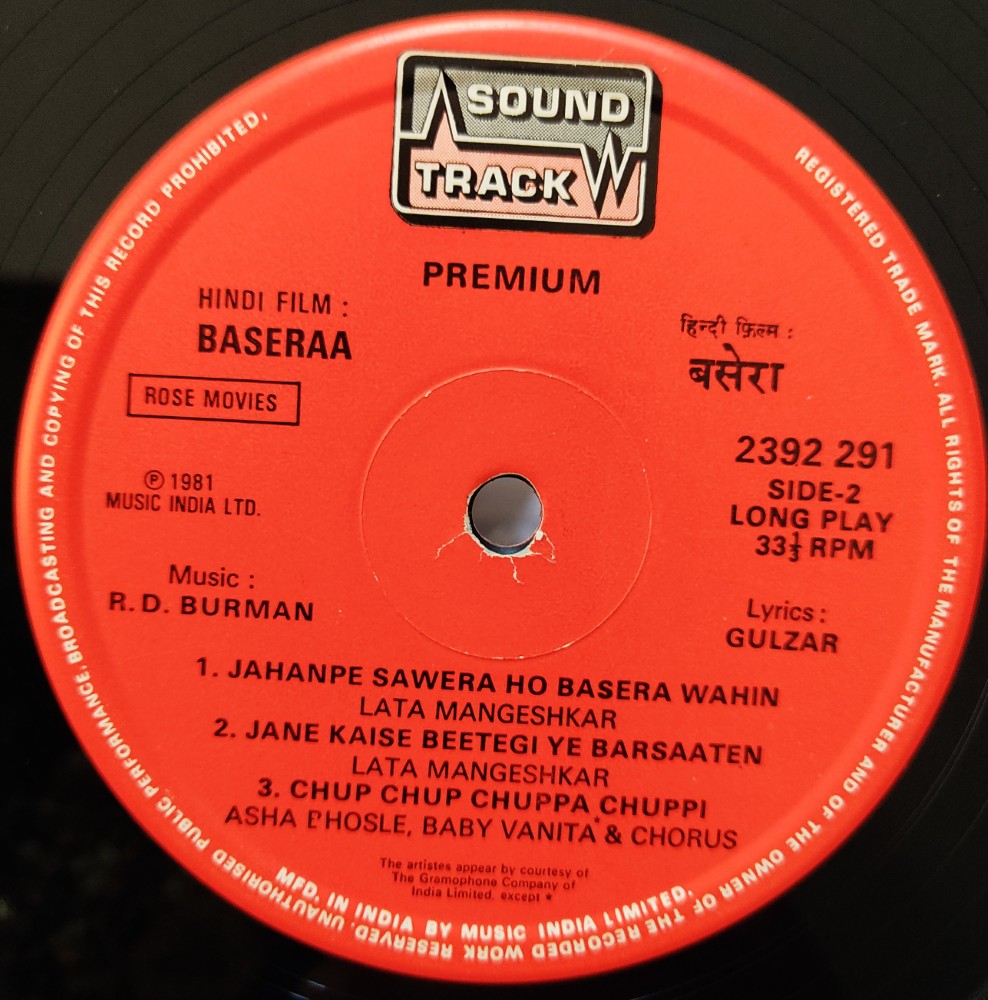 SOUND
TRACK
PREMIUM
HINDI FILM :
BASERAA
ROSE MOVIES
हिन्दी फ़िल्म :
बसेरा
2392 291
SIDE-2
LONG PLAY
33⅓ RPM
℗ 1981
MUSIC INDIA LTD.
Music :
R.D. BURMAN
Lyrics :
GULZAR
1. JAHANPE SAWERA HO BASERA WAHIN
LATA MANGESHKAR
2. JANE KAISE BEETEGI YE BARSAATEN
LATA MANGESHKAR
3. CHUP CHUP CHUPPA CHUPPI
ASHA BHOSLE, BABY VANITA* & CHORUS
The artistes appear by courtesy of
The Gramophone Company of
India Limited, except *
MFD. IN INDIA BY MUSIC INDIA LIMITED.
REGISTERED TRADE MARK. ALL RIGHTS OF THE MANUFACTURER AND OF THE OWNER OF THE RECORDED WORK RESERVED. UNAUTHORISED PUBLIC PERFORMANCE, BROADCASTING AND COPYING OF THIS RECORD PROHIBITED.